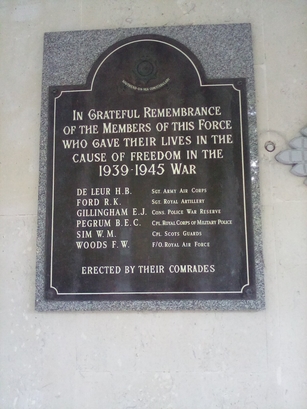 IN GRATEFUL REMEMBRANCE
OF THE MEMBERS OF THIS FORCE
WHO GAVE THEIR LIVES IN THE
CAUSE OF FREEDOM IN THE
1939-1945 WAR
DE LEUR H.B. SGT. ARMY AIR CORPS
FORD R.K. SGT. ROYAL ARTILLERY
GILLINGHAM E.J. CONS. POLICE WAR RESERVE
PEGRUM B.E.C. CPL. ROYAL CORPS OF MILITARY POLICE
SIM W.M. CPL. SCOTS GUARDS
WOODS F.W. F/O. ROYAL AIR FORCE
ERECTED BY THEIR COMRADES